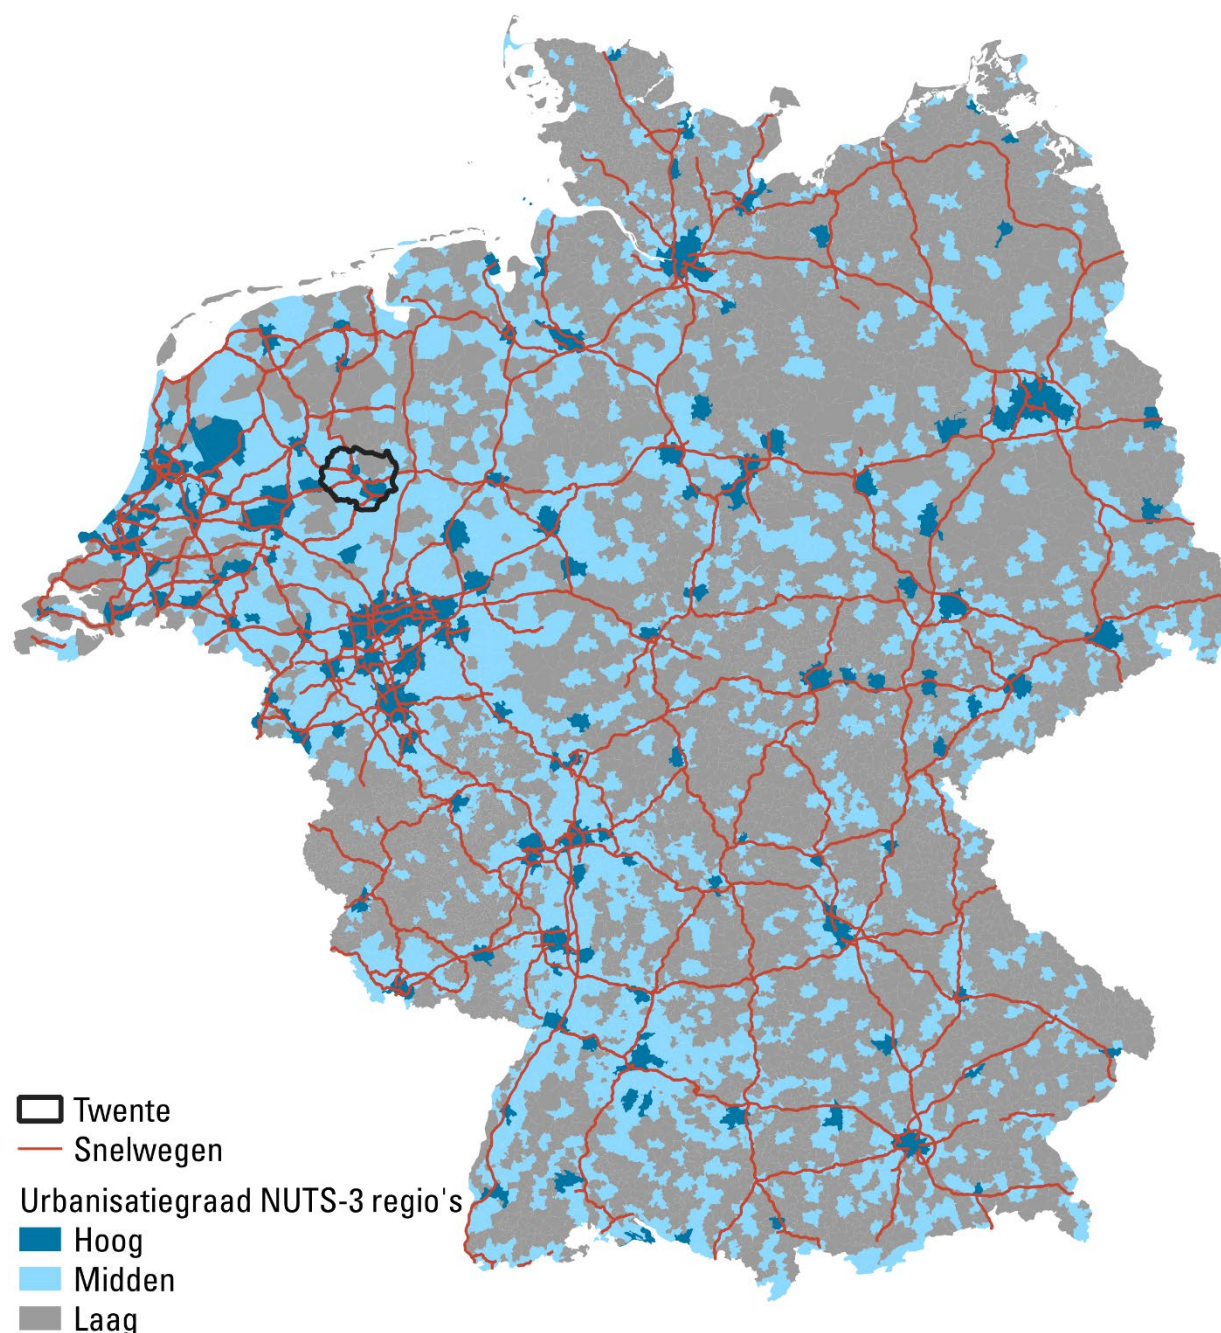 Twente
Snelwegen
Urbanisatiegraad NUTS-3 regio's
Hoog
Midden
Laag